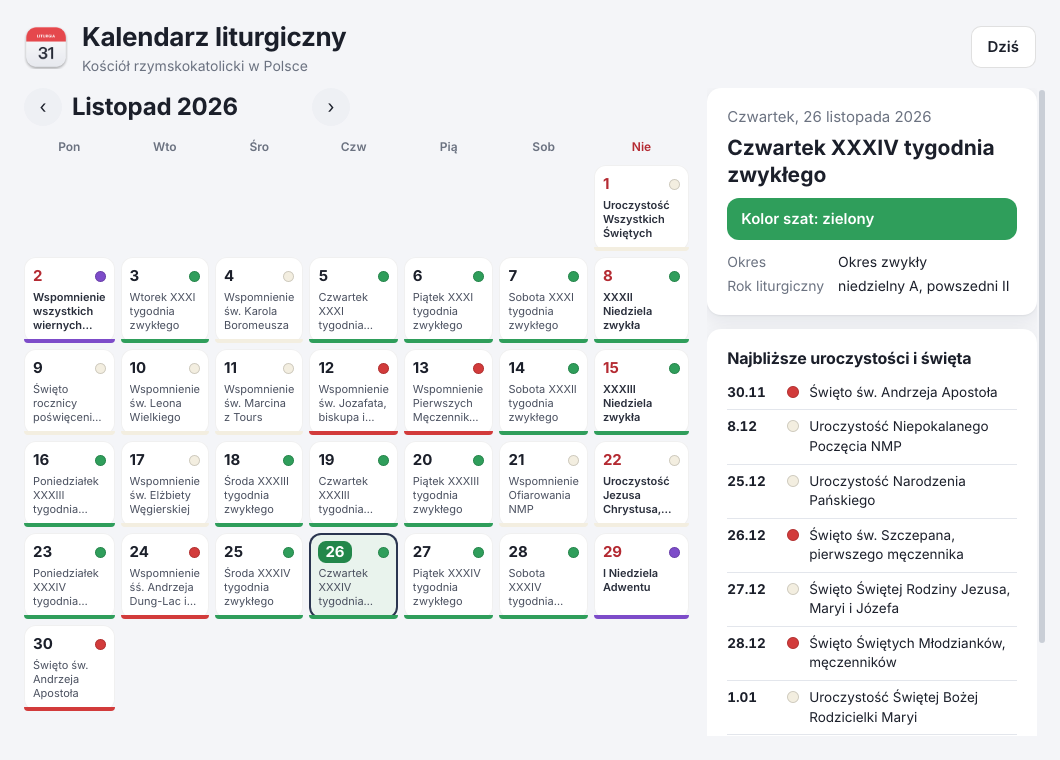 31
Kalendarz liturgiczny
Kościół rzymskokatolicki w Polsce
Dziś
‹ Listopad 2026 ›
Pon Wto Śro Czw Pią Sob Nie
1
Uroczystość
Wszystkich
Świętych
2
Wspomnienie
wszystkich
wiernych...
3
Wtorek XXXI
tygodnia
zwykłego
4
Wspomnienie
św. Karola
Boromeusza
5
Czwartek
XXXI
tygodnia...
6
Piątek XXXI
tygodnia
zwykłego
7
Sobota XXXI
tygodnia
zwykłego
8
XXXII
Niedziela
zwykła
9
Święto
rocznicy
poświęceni...
10
Wspomnienie
św. Leona
Wielkiego
11
Wspomnienie
św. Marcina
z Tours
12
Wspomnienie
św. Jozafata,
biskupa i...
13
Wspomnienie
Pierwszych
Męczennik...
14
Sobota XXXII
tygodnia
zwykłego
15
XXXIII
Niedziela
zwykła
16
Poniedziałek
XXXIII
tygodnia...
17
Wspomnienie
św. Elżbiety
Węgierskiej
18
Środa XXXIII
tygodnia
zwykłego
19
Czwartek
XXXIII
tygodnia...
20
Piątek XXXIII
tygodnia
zwykłego
21
Wspomnienie
Ofiarowania
NMP
22
Uroczystość
Jezusa
Chrystusa,...
23
Poniedziałek
XXXIV
tygodnia...
24
Wspomnienie
śś. Andrzeja
Dung-Lac i...
25
Środa XXXIV
tygodnia
zwykłego
26
Czwartek
XXXIV
tygodnia...
27
Piątek XXXIV
tygodnia
zwykłego
28
Sobota
XXXIV
tygodnia...
29
I Niedziela
Adwentu
30
Święto św.
Andrzeja
Apostoła
Czwartek, 26 listopada 2026
Czwartek XXXIV tygodnia
zwykłego
Kolor szat: zielony
Okres Okres zwykły
Rok liturgiczny niedzielny A, powszedni II
Najbliższe uroczystości i święta
30.11 Święto św. Andrzeja Apostoła
8.12 Uroczystość Niepokalanego
Poczęcia NMP
25.12 Uroczystość Narodzenia
Pańskiego
26.12 Święto św. Szczepana,
pierwszego męczennika
27.12 Święto Świętej Rodziny Jezusa,
Maryi i Józefa
28.12 Święto Świętych Młodzianków,
męczenników
1.01 Uroczystość Świętej Bożej
Rodzicielki Maryi